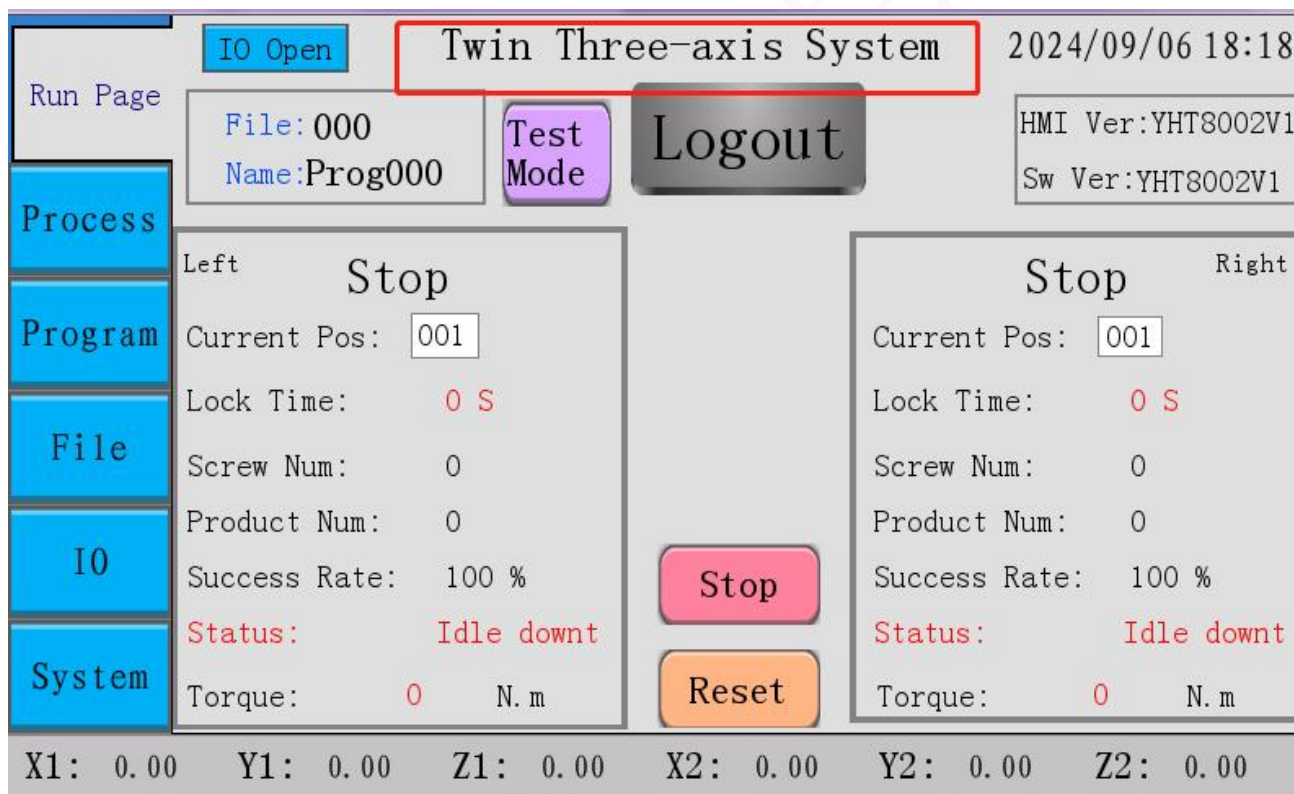 IO Open
Twin Three-axis System
2024/09/06 18:18
Run Page
File: 000
Name: Prog000
Test
Mode
Logout
HMI Ver:YHT8002V1
Sw Ver:YHT8002V1
Process
Program
File
IO
System
Left
Stop
Current Pos: 001
Lock Time: 0 S
Screw Num: 0
Product Num: 0
Success Rate: 100 %
Status: Idle downt
Torque: 0 N.m
Stop
Reset
Right
Stop
Current Pos: 001
Lock Time: 0 S
Screw Num: 0
Product Num: 0
Success Rate: 100 %
Status: Idle downt
Torque: 0 N.m
X1: 0.00 Y1: 0.00 Z1: 0.00 X2: 0.00 Y2: 0.00 Z2: 0.00